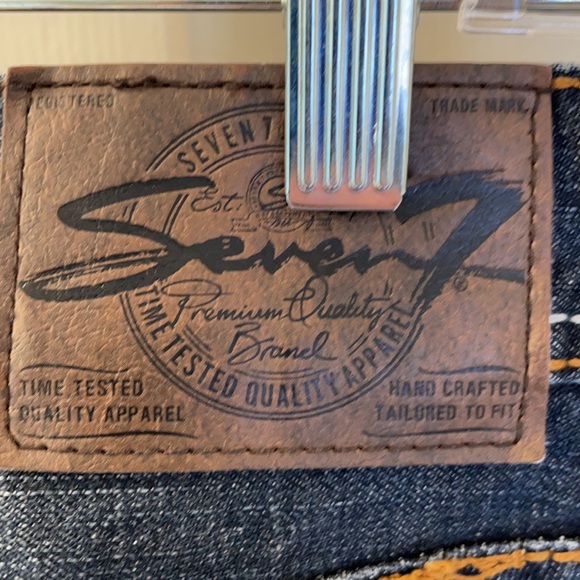 REGISTERED
TRADE MARK
SEVEN 7
Est.
Seven7
®
Premium Quality
Brand
TIME TESTED QUALITY APPAREL
TIME TESTED
QUALITY APPAREL
HAND CRAFTED
TAILORED TO FIT